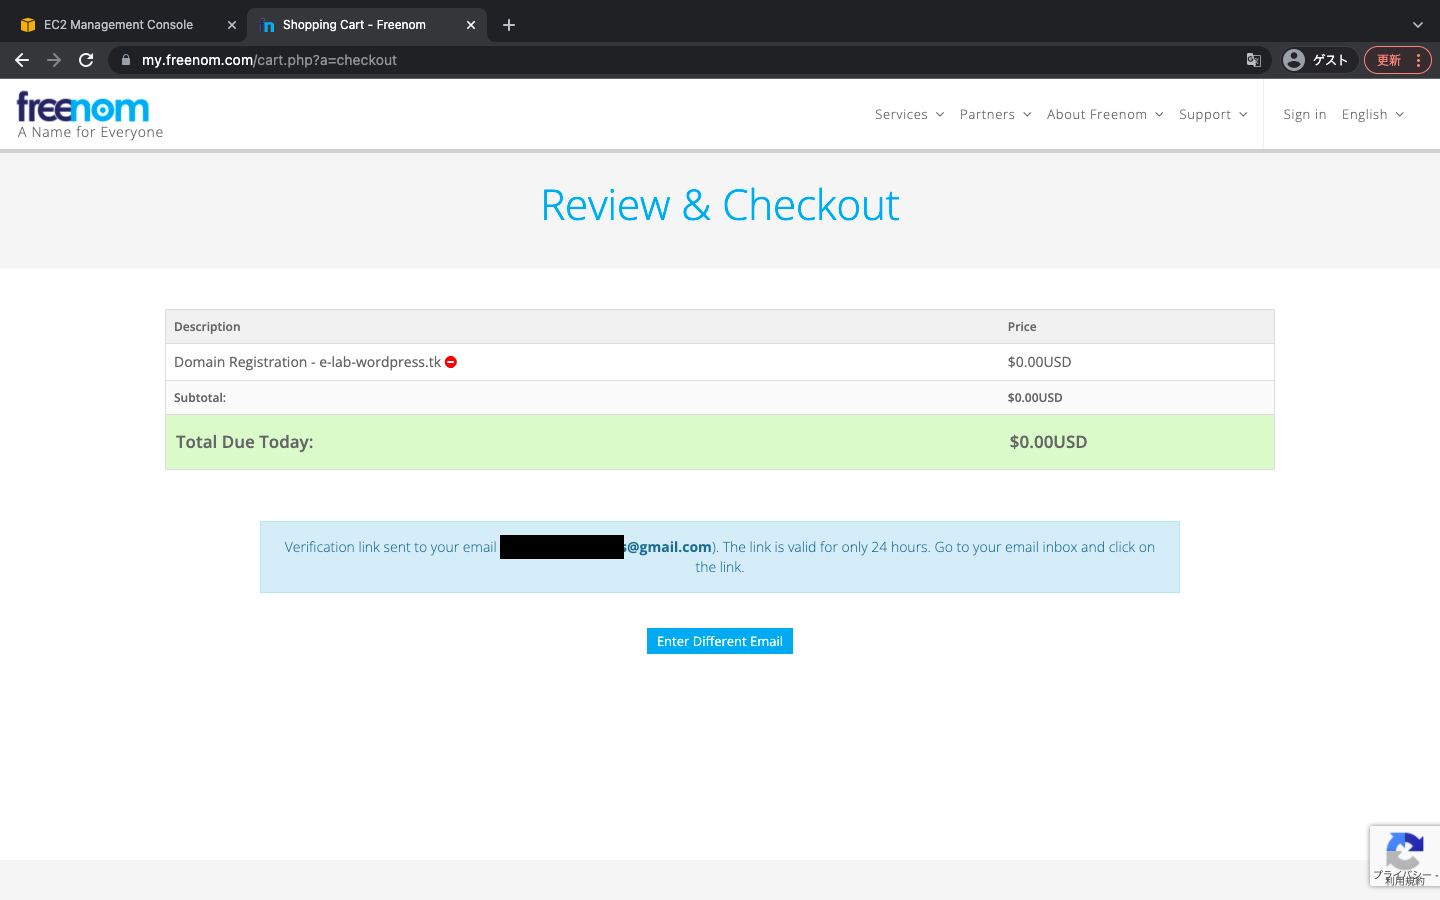 EC2 Management Console
Shopping Cart - Freenom
my.freenom.com/cart.php?a=checkout
ゲスト
更新
freenom
A Name for Everyone
Services
Partners
About Freenom
Support
Sign in
English
Review & Checkout
Description Price
Domain Registration - e-lab-wordpress.tk $0.00USD
Subtotal: $0.00USD
Total Due Today: $0.00USD
Verification link sent to your email s@gmail.com). The link is valid for only 24 hours. Go to your email inbox and click on
the link.
Enter Different Email
プライバシー -
利用規約